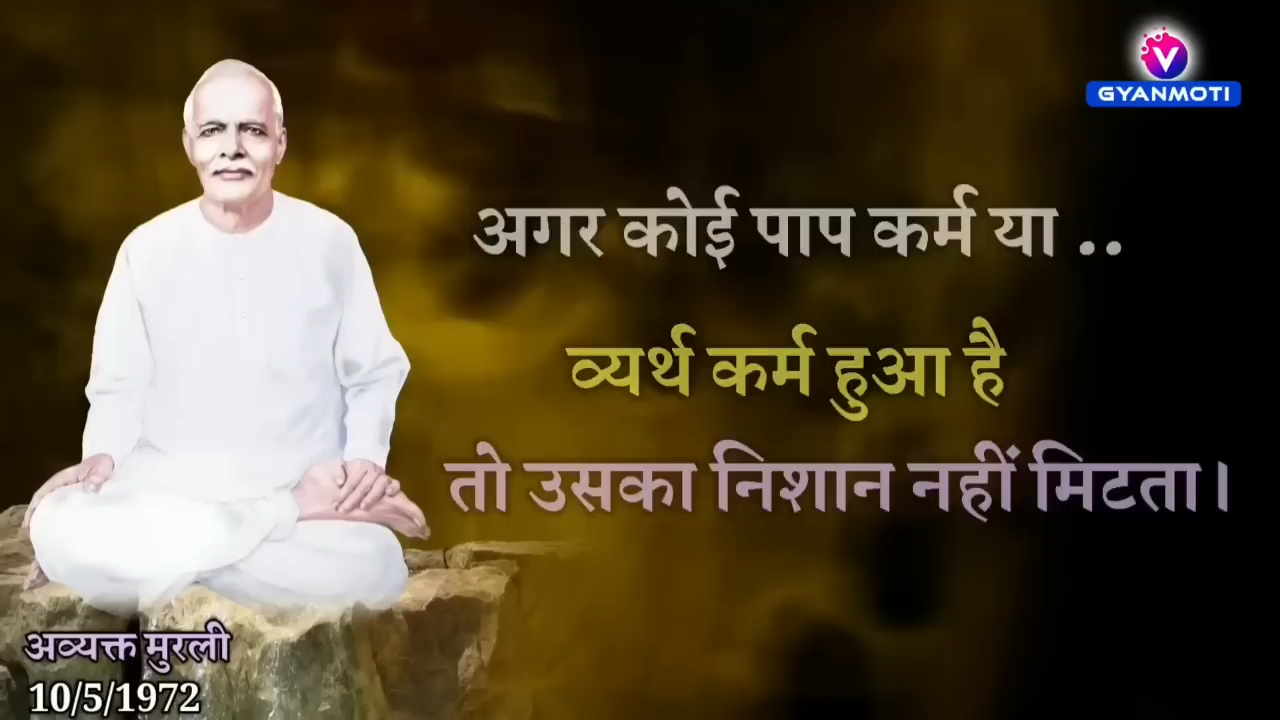 GYANMOTI
अगर कोई पाप कर्म या ..
व्यर्थ कर्म हुआ है
तो उसका निशान नहीं मिटता।
अव्यक्त मुरली
10/5/1972